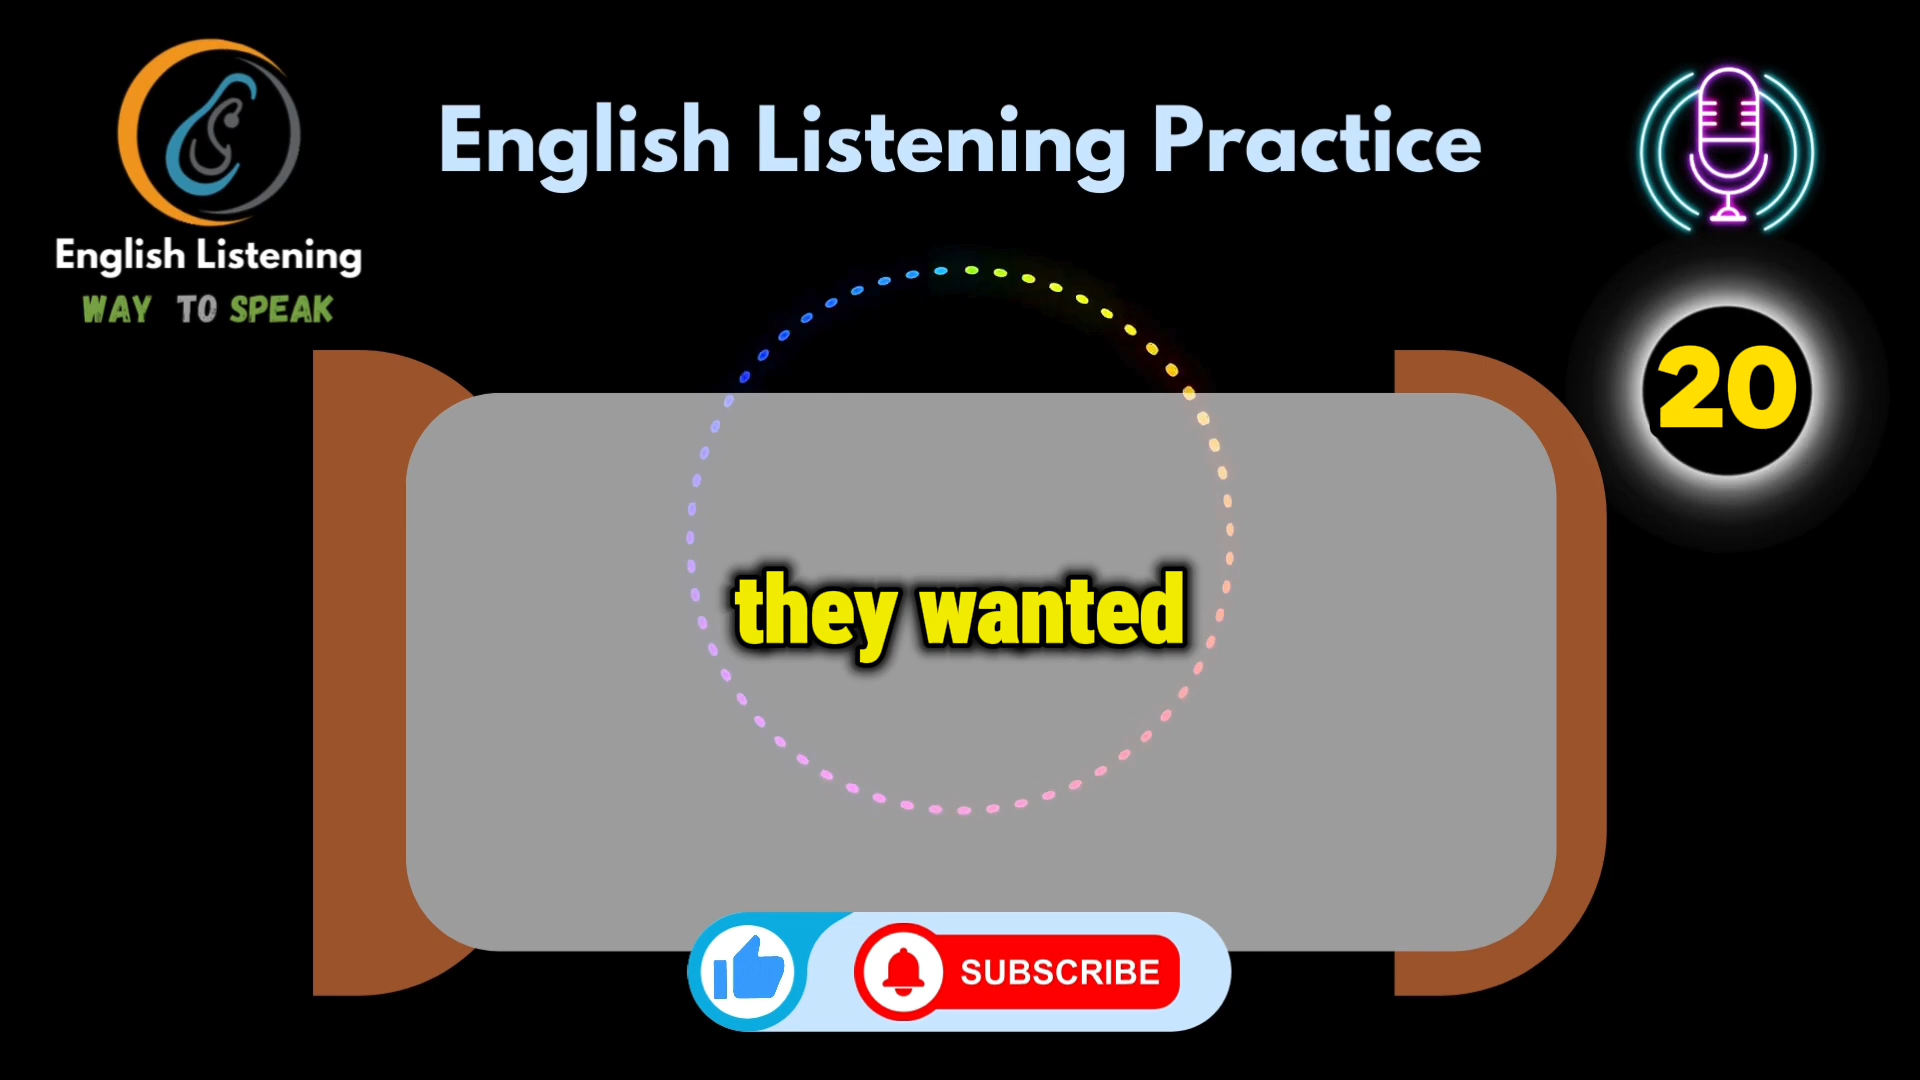 English Listening Practice
English Listening
WAY TO SPEAK
20
they wanted
SUBSCRIBE